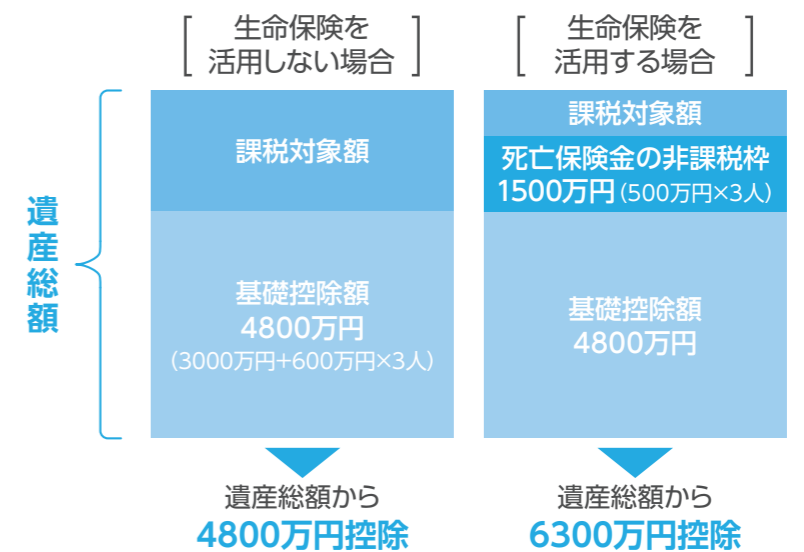 生命保険を
活用しない場合
生命保険を
活用する場合
遺産総額
課税対象額
基礎控除額
4800万円
(3000万円+600万円×3人)
課税対象額
死亡保険金の非課税枠
1500万円(500万円×3人)
基礎控除額
4800万円
遺産総額から
4800万円控除
遺産総額から
6300万円控除